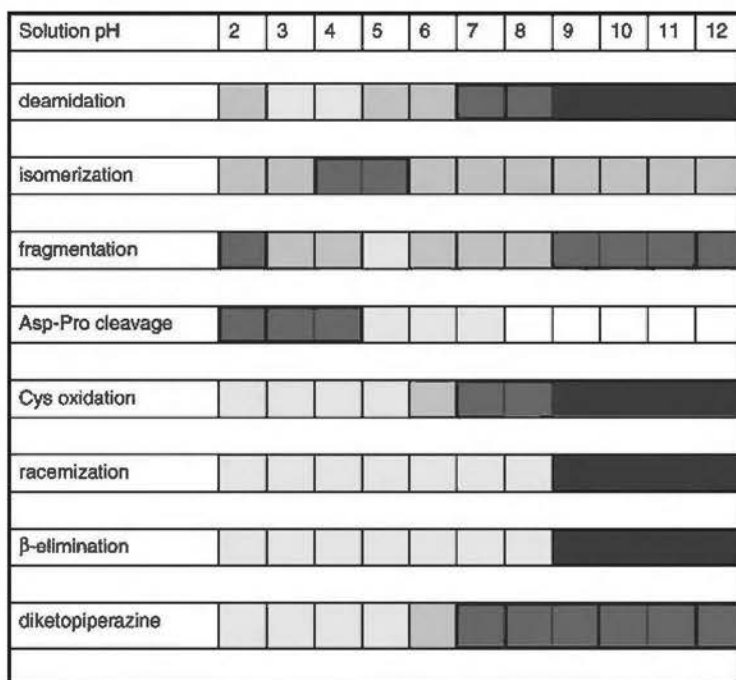 Solution pH 2 3 4 5 6 7 8 9 10 11 12
deamidation
isomerization
fragmentation
Asp-Pro cleavage
Cys oxidation
racemization
β-elimination
diketopiperazine